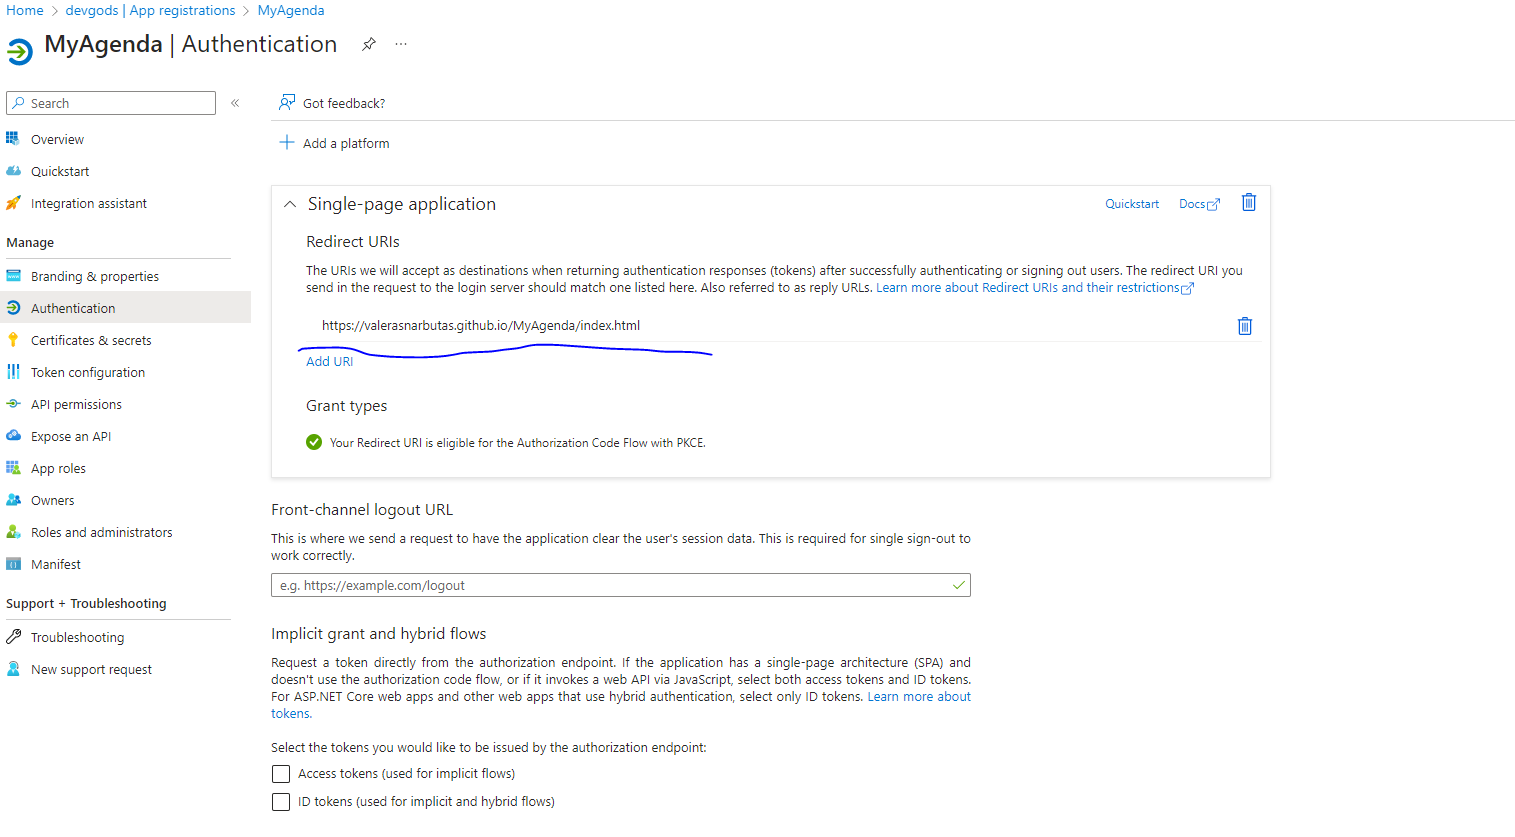 Home > devgods | App registrations > MyAgenda
MyAgenda | Authentication
Search
Overview
Quickstart
Integration assistant
Manage
Branding & properties
Authentication
Certificates & secrets
Token configuration
API permissions
Expose an API
App roles
Owners
Roles and administrators
Manifest
Support + Troubleshooting
Troubleshooting
New support request
Got feedback?
Add a platform
Single-page application
Quickstart
Docs
Redirect URIs
The URIs we will accept as destinations when returning authentication responses (tokens) after successfully authenticating or signing out users. The redirect URI you
send in the request to the login server should match one listed here. Also referred to as reply URLs. Learn more about Redirect URIs and their restrictions
https://valerasnarbutas.github.io/MyAgenda/index.html
Add URI
Grant types
Your Redirect URI is eligible for the Authorization Code Flow with PKCE.
Front-channel logout URL
This is where we send a request to have the application clear the user's session data. This is required for single sign-out to
work correctly.
e.g. https://example.com/logout
Implicit grant and hybrid flows
Request a token directly from the authorization endpoint. If the application has a single-page architecture (SPA) and
doesn't use the authorization code flow, or if it invokes a web API via JavaScript, select both access tokens and ID tokens.
For ASP.NET Core web apps and other web apps that use hybrid authentication, select only ID tokens. Learn more about
tokens.
Select the tokens you would like to be issued by the authorization endpoint:
Access tokens (used for implicit flows)
ID tokens (used for implicit and hybrid flows)